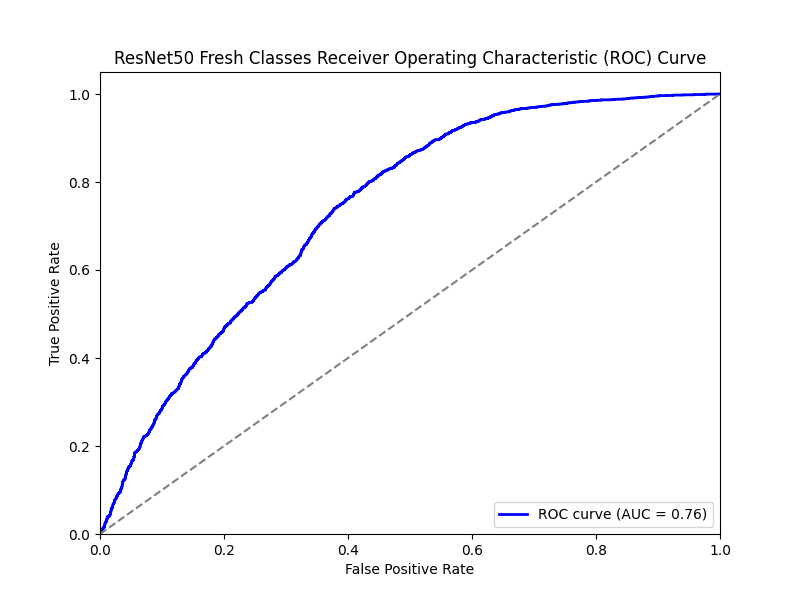 ResNet50 Fresh Classes Receiver Operating Characteristic (ROC) Curve
True Positive Rate
1.0
0.8
0.6
0.4
0.2
0.0
ROC curve (AUC = 0.76)
0.0 0.2 0.4 0.6 0.8 1.0
False Positive Rate